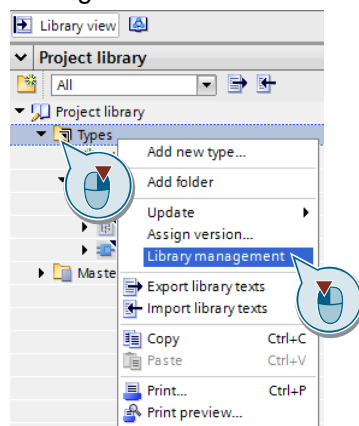 Library view
Project library
All
Project library
Types
Add new type...
Add folder
Update
Assign version...
Library management
Maste
Export library texts
Import library texts
Copy Ctrl+C
Paste Ctrl+V
Print... Ctrl+P
Print preview...